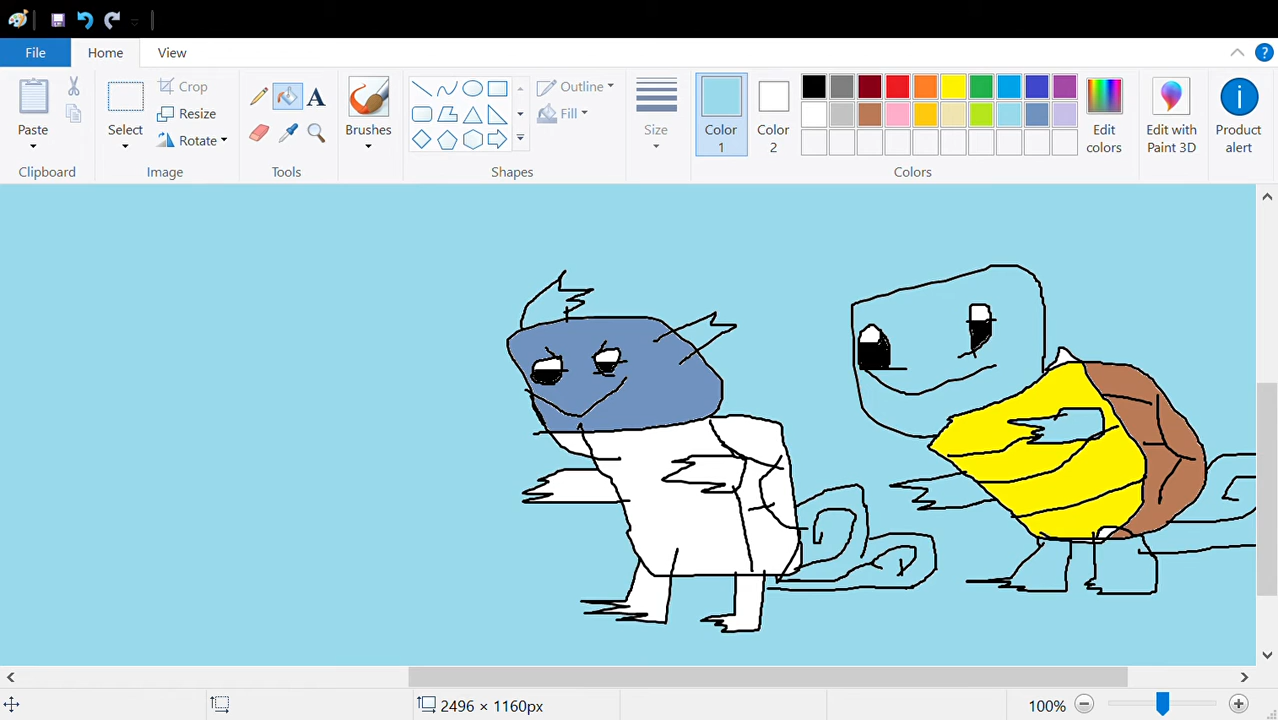 File Home View
Paste Select Crop Resize Rotate A Brushes Outline Fill Size Color 1 Color 2 Edit colors Edit with Paint 3D Product alert
Clipboard Image Tools Shapes Colors
2496 × 1160px 100%